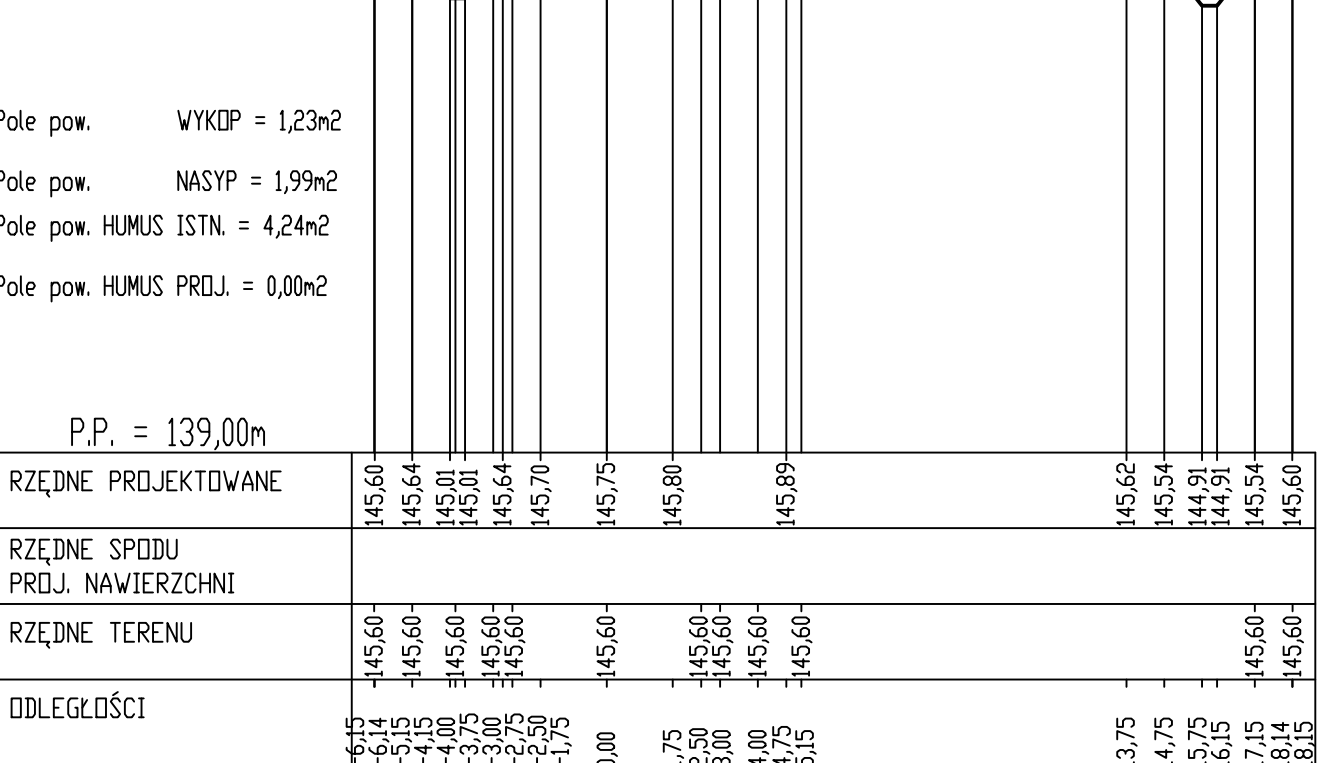 Pole pow. WYKOP = 1,23m2
Pole pow. NASYP = 1,99m2
Pole pow. HUMUS ISTN. = 4,24m2
Pole pow. HUMUS PROJ. = 0,00m2
P.P. = 139,00m
RZĘDNE PROJEKTOWANE 145,60 145,64 145,01 145,01 145,64 145,70 145,75 145,80 145,89 145,62 145,54 144,91 144,91 145,54 145,60
RZĘDNE SPODU
PROJ. NAWIERZCHNI
RZĘDNE TERENU 145,60 145,60 145,60 145,60 145,60 145,60 145,60 145,60 145,60 145,60 145,60 145,60
ODLEGŁOŚCI -6,15 -6,14 -5,15 -4,15 -4,00 -3,75 -3,00 -2,75 -2,50 -1,75